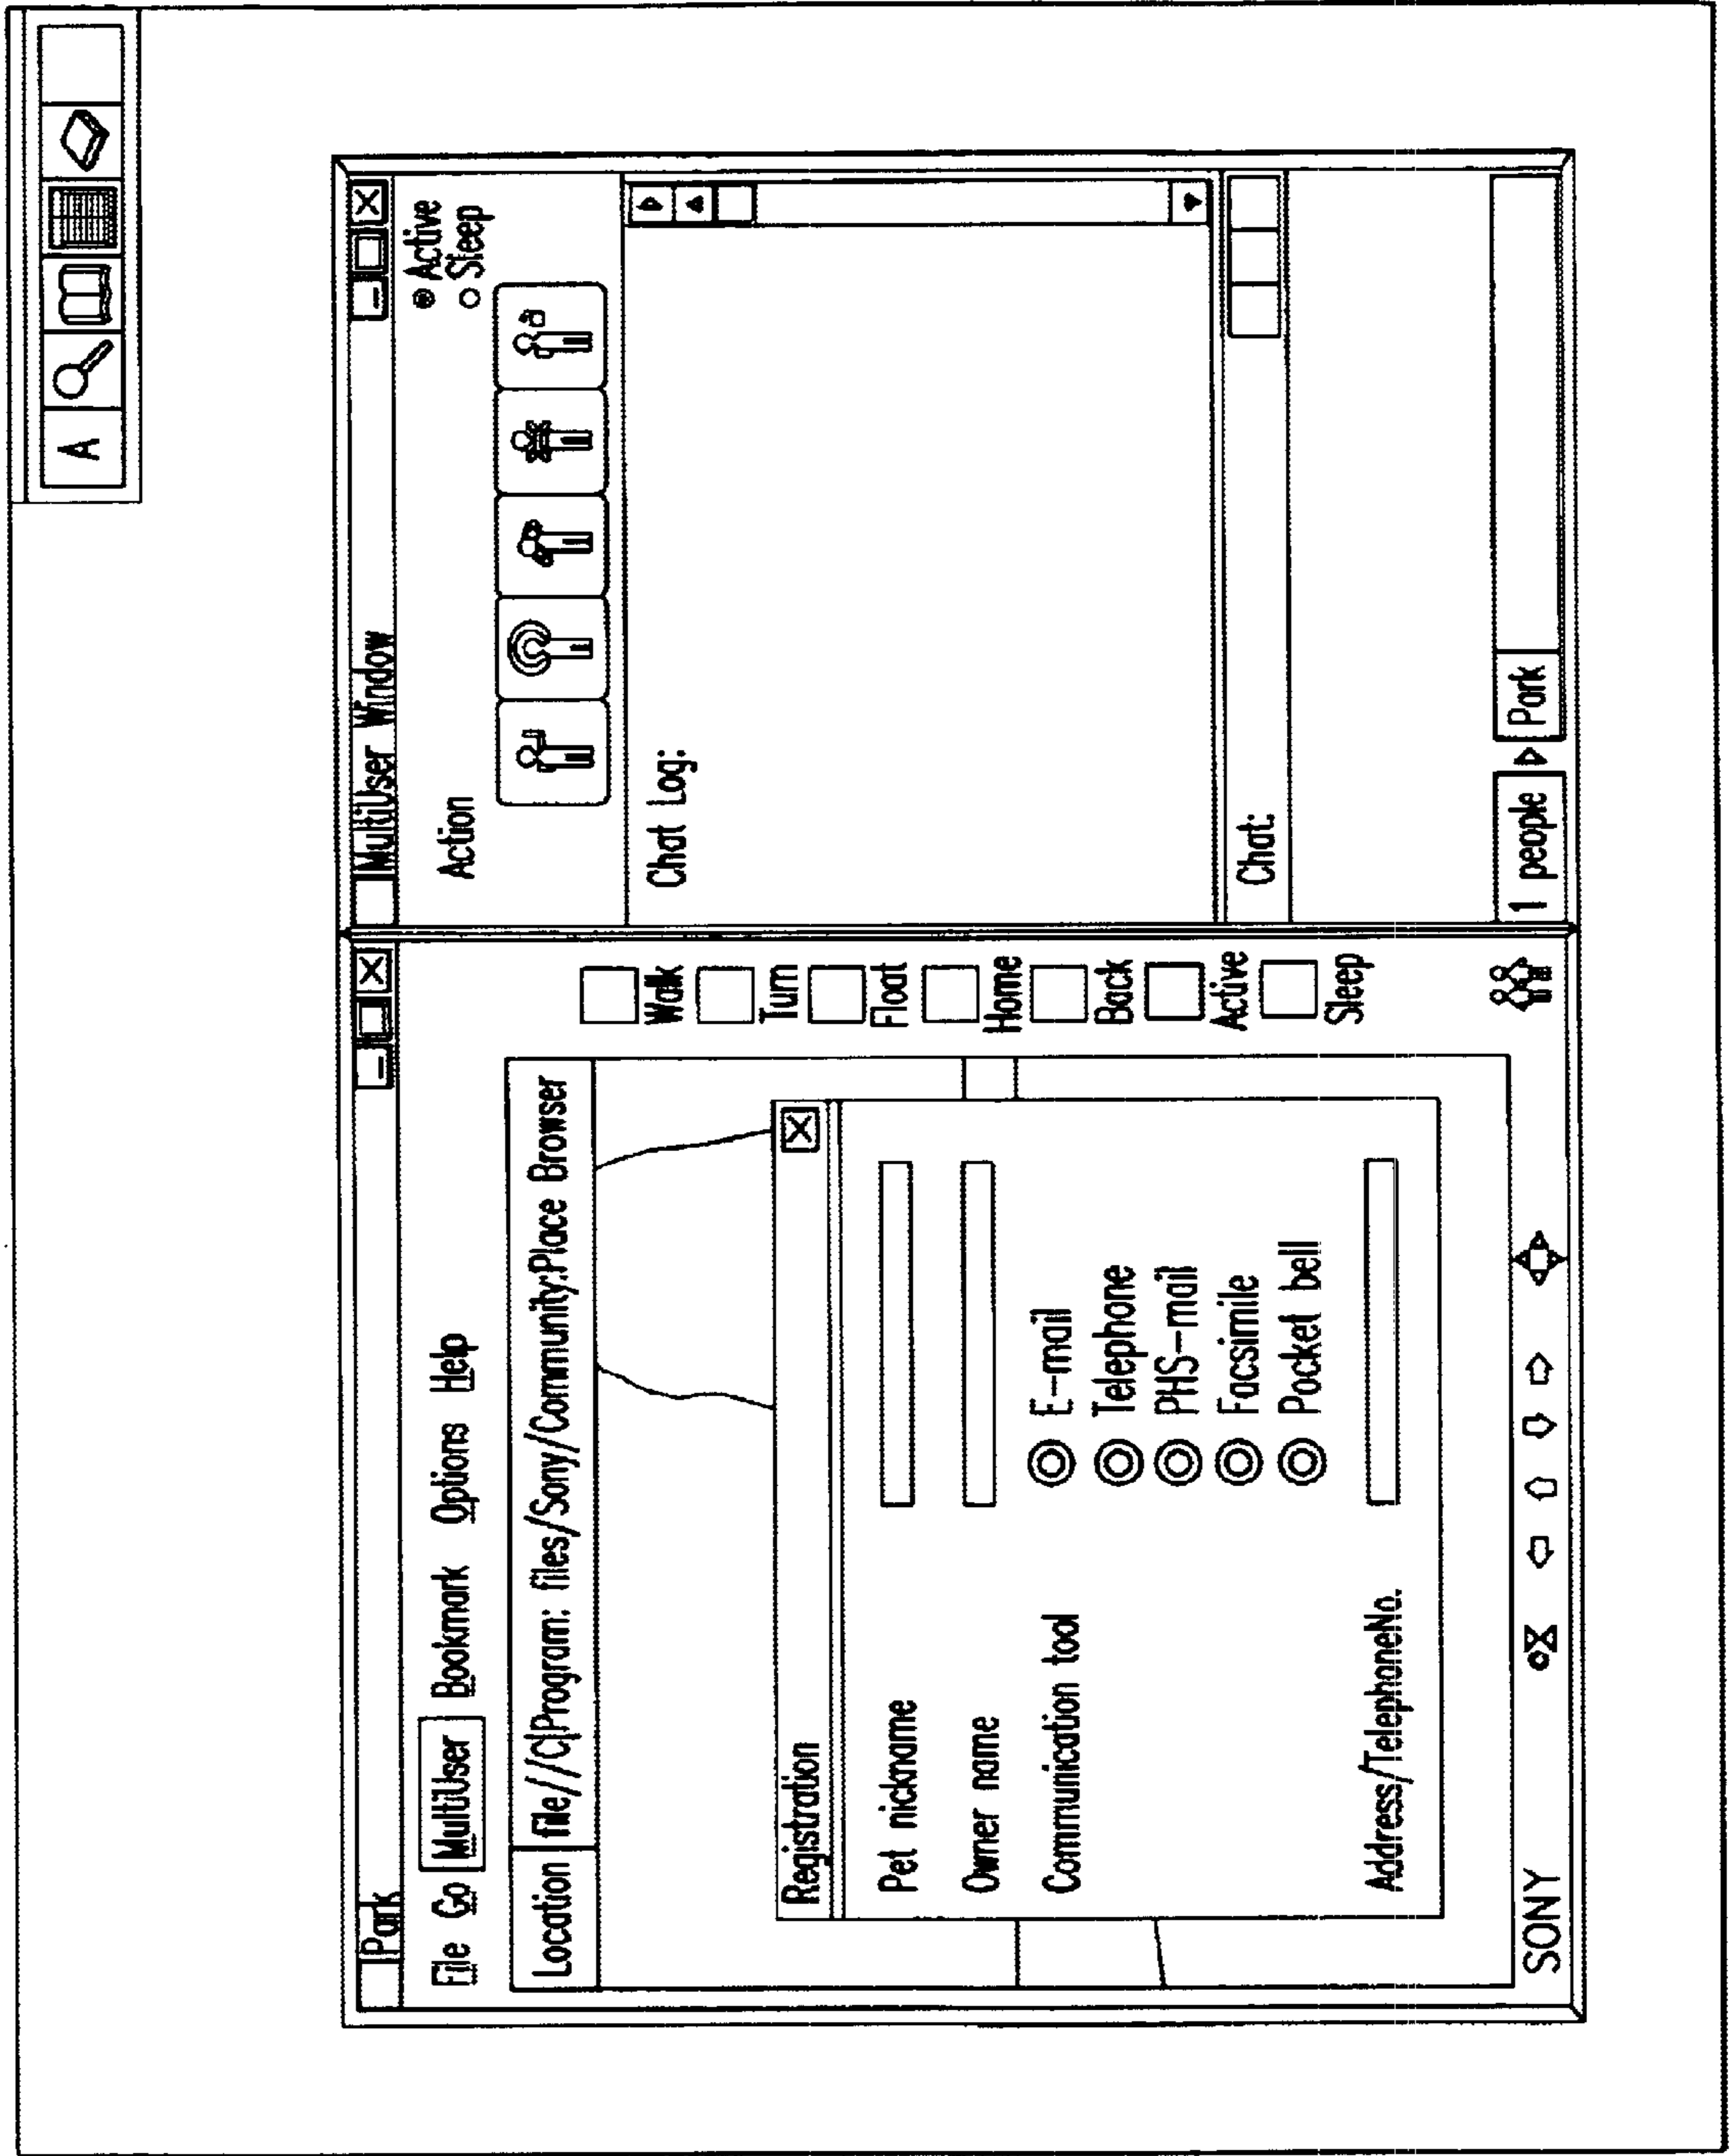 A
Park
File Go MultiUser Bookmark Options Help
Location file//C|Program: files/Sony/Community.Place Browser
Registration
Pet nickname
Owner name
Communication tool
E-mail
Telephone
PHS-mail
Facsimile
Pocket bell
Address/TelephoneNo.
SONY
Walk
Turn
Float
Home
Back
Active
Sleep
MultiUser Window
Action
Active
Sleep
Chat Log:
Chat:
1 people
Park